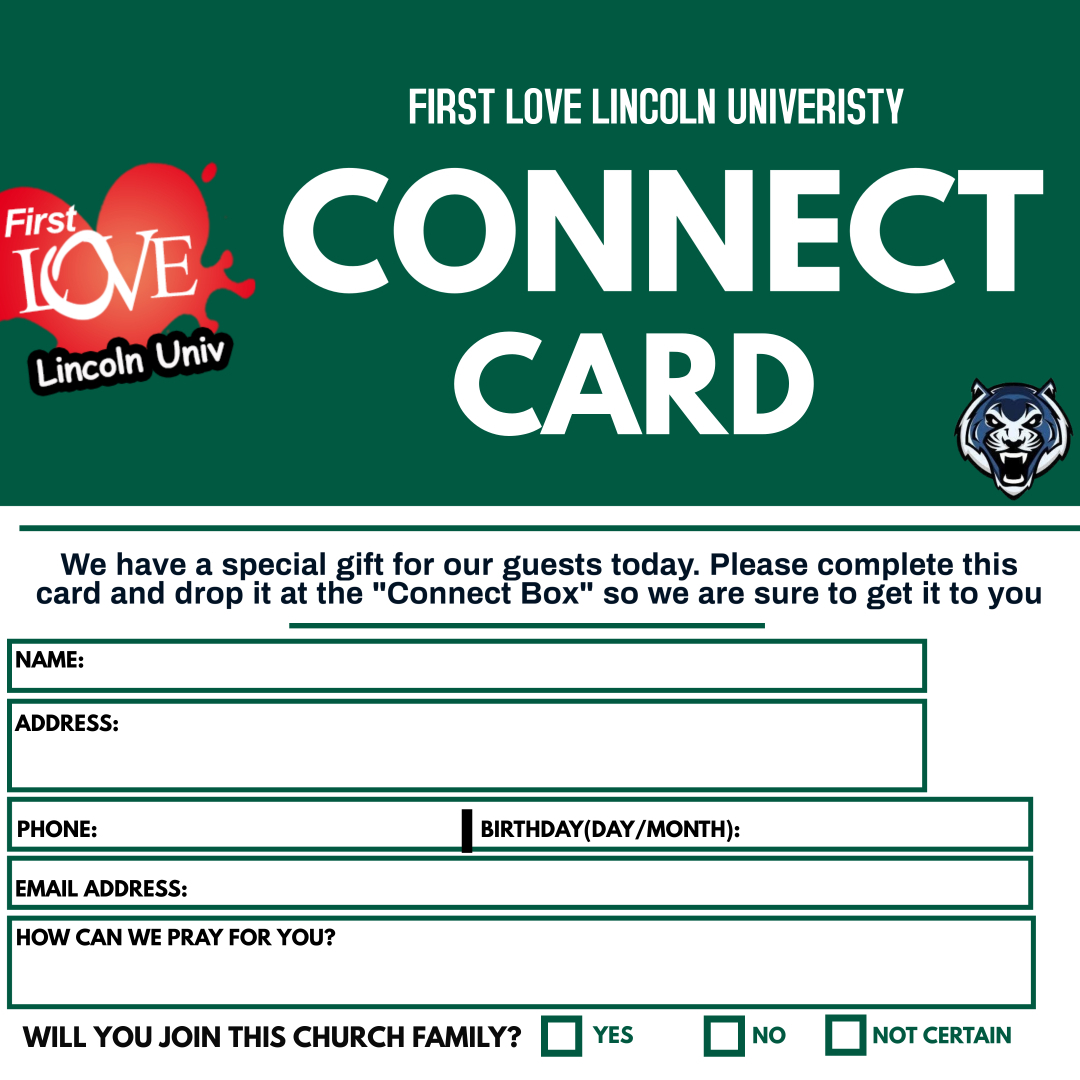 FIRST LOVE LINCOLN UNIVERISTY
CONNECT
CARD
First
LOVE
Lincoln Univ
We have a special gift for our guests today. Please complete this
card and drop it at the "Connect Box" so we are sure to get it to you
NAME:
ADDRESS:
PHONE: BIRTHDAY(DAY/MONTH):
EMAIL ADDRESS:
HOW CAN WE PRAY FOR YOU?
WILL YOU JOIN THIS CHURCH FAMILY? YES NO NOT CERTAIN